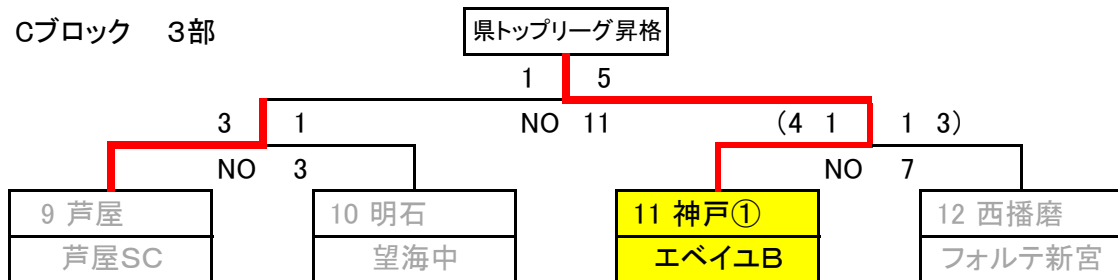 Cブロック　3部
県トップリーグ昇格
1 5
3 1 NO 11 (4 1 1 3)
NO 3 NO 7
9 芦屋 10 明石 11 神戸① 12 西播磨
芦屋SC 望海中 エベイユB フォルテ新宮